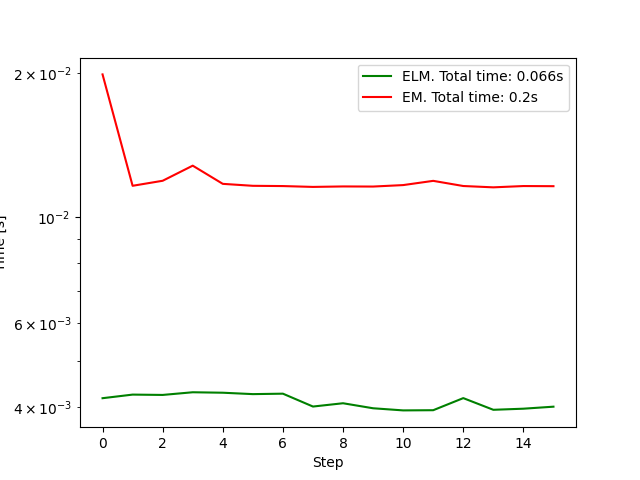 ELM. Total time: 0.066s
EM. Total time: 0.2s
2 × 10⁻²
10⁻²
6 × 10⁻³
4 × 10⁻³
Time [s]
0 2 4 6 8 10 12 14
Step